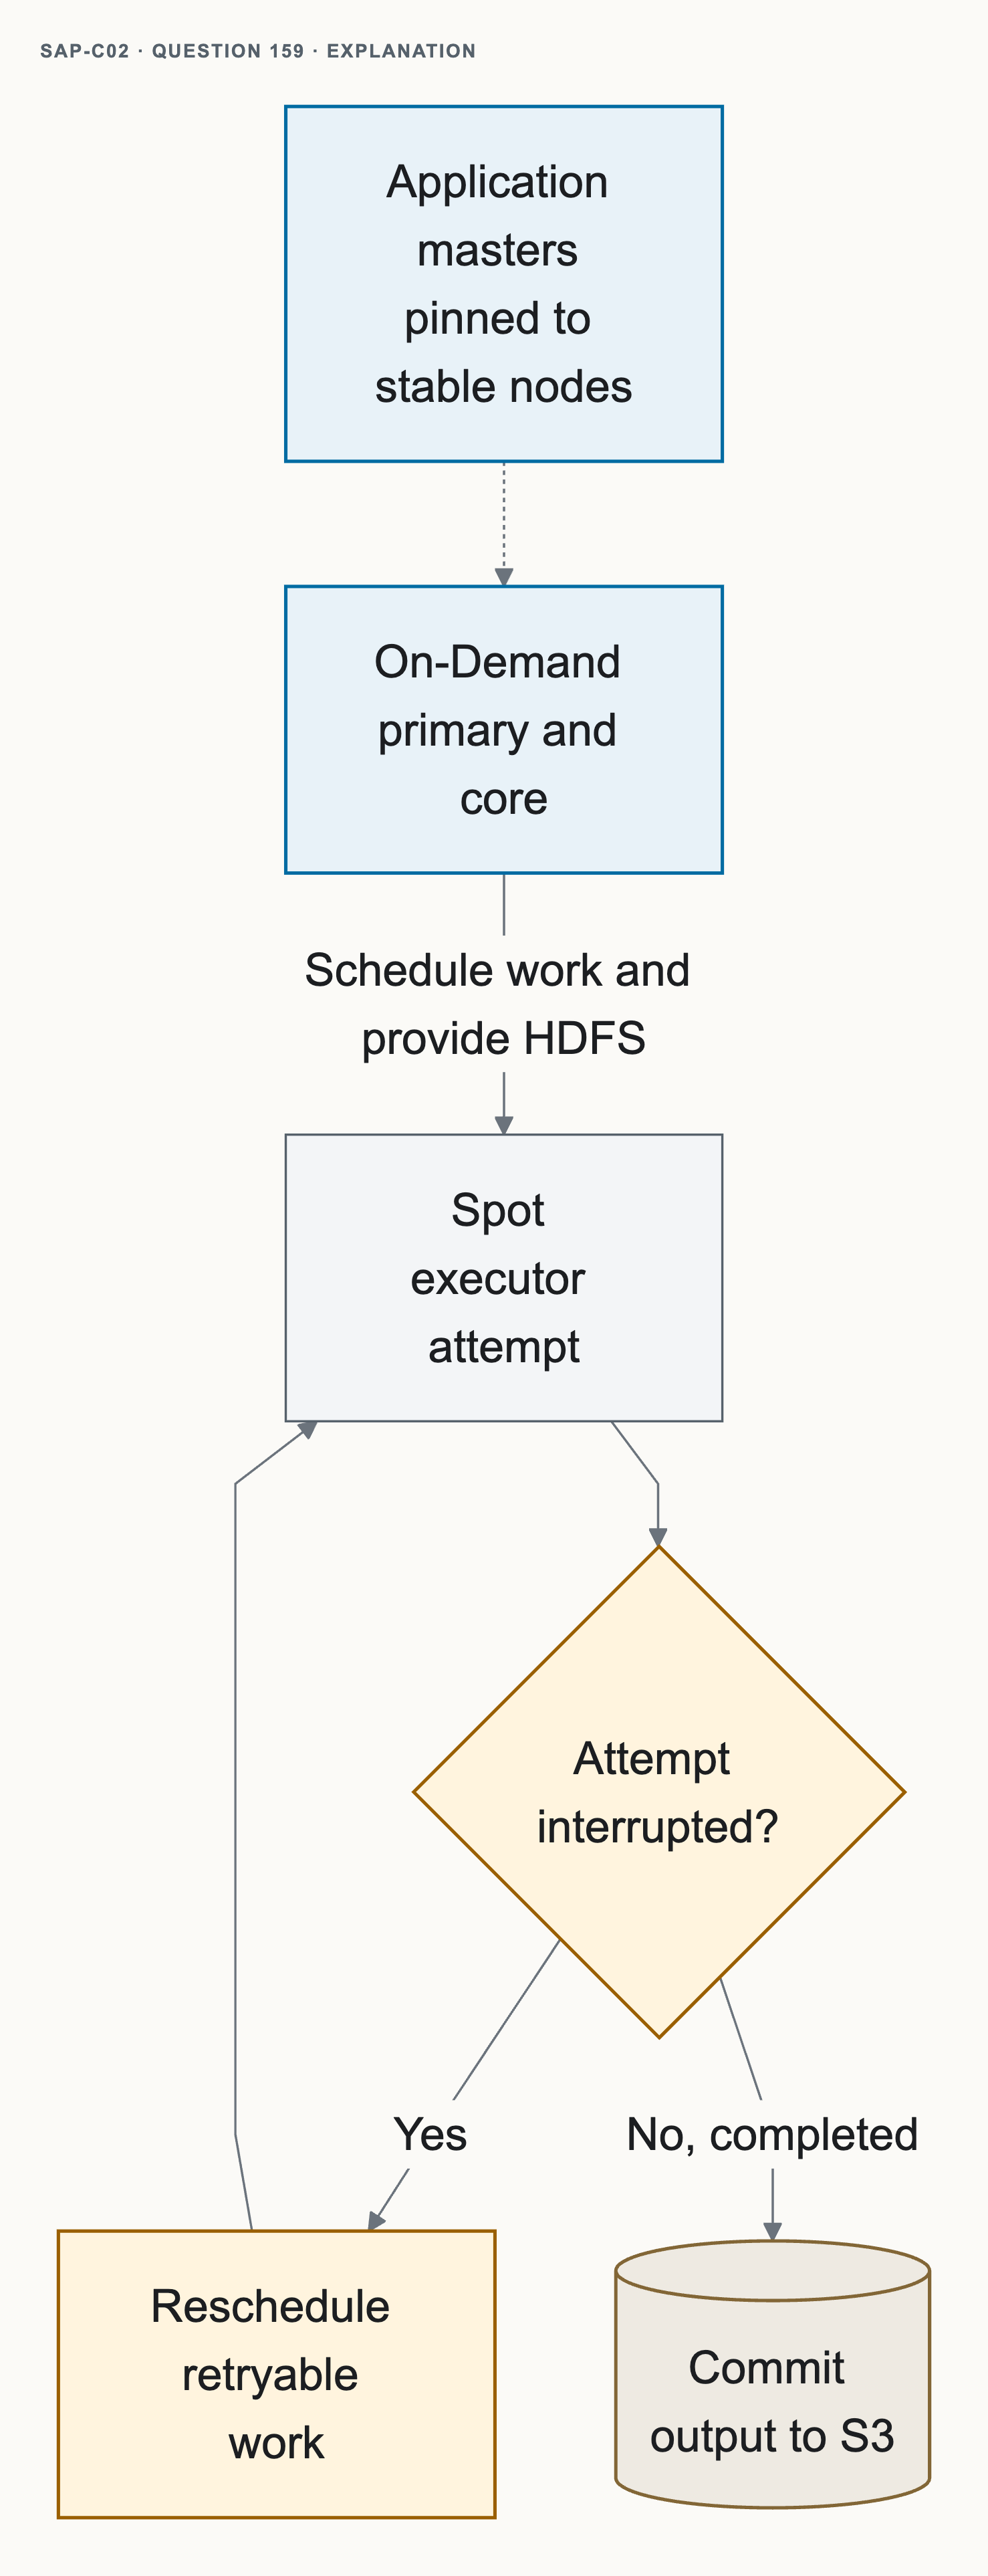 SAP-C02 · QUESTION 159 · EXPLANATION
Application
masters
pinned to
stable nodes
On-Demand
primary and
core
Schedule work and
provide HDFS
Spot
executor
attempt
Attempt
interrupted?
Yes
No, completed
Reschedule
retryable
work
Commit
output to S3